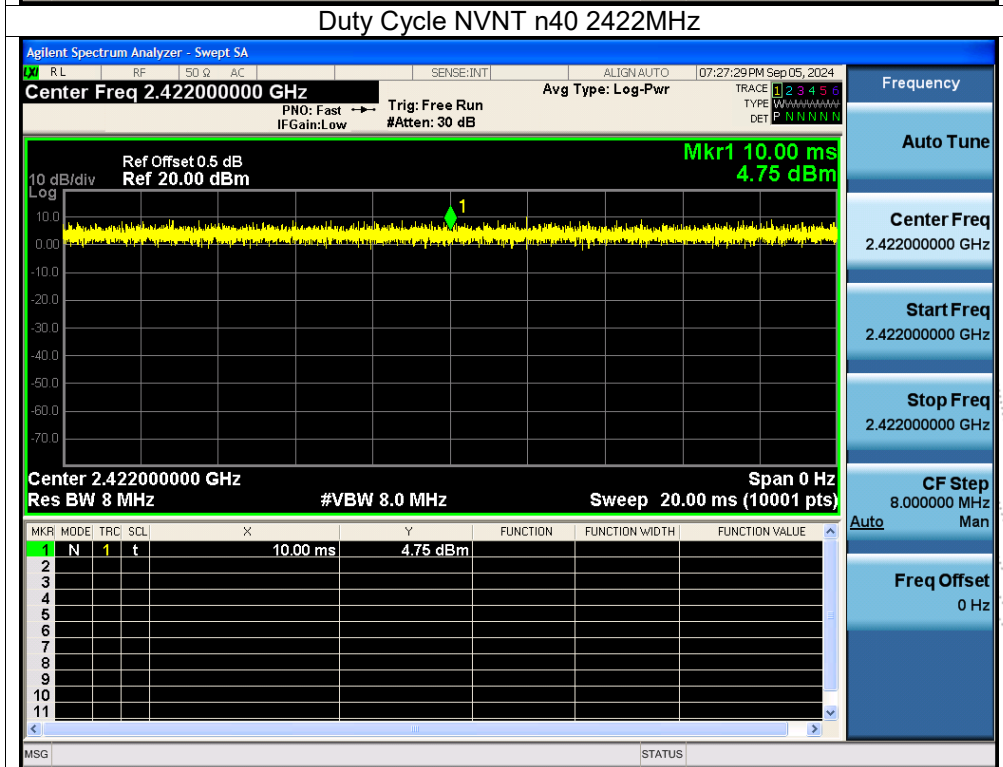 Duty Cycle NVNT n40 2422MHz
Agilent Spectrum Analyzer - Swept SA
LXI RL RF 50 Ω AC SENSE:INT ALIGN AUTO 07:27:29 PM Sep 05, 2024
Center Freq 2.422000000 GHz
PNO: Fast
IFGain:Low
Trig: Free Run
#Atten: 30 dB
Avg Type: Log-Pwr
TRACE 1 2 3 4 5 6
TYPE WWWWWW
DET P N N N N N
Ref Offset 0.5 dB
10 dB/div Ref 20.00 dBm
Log
Mkr1 10.00 ms
4.75 dBm
1
10.0
0.00
-10.0
-20.0
-30.0
-40.0
-50.0
-60.0
-70.0
Center 2.422000000 GHz Span 0 Hz
Res BW 8 MHz #VBW 8.0 MHz Sweep 20.00 ms (10001 pts)
MKR MODE TRC SCL X Y FUNCTION FUNCTION WIDTH FUNCTION VALUE
1 N 1 t 10.00 ms 4.75 dBm
2
3
4
5
6
7
8
9
10
11
MSG STATUS
Frequency
Auto Tune
Center Freq
2.422000000 GHz
Start Freq
2.422000000 GHz
Stop Freq
2.422000000 GHz
CF Step
8.000000 MHz
Auto Man
Freq Offset
0 Hz